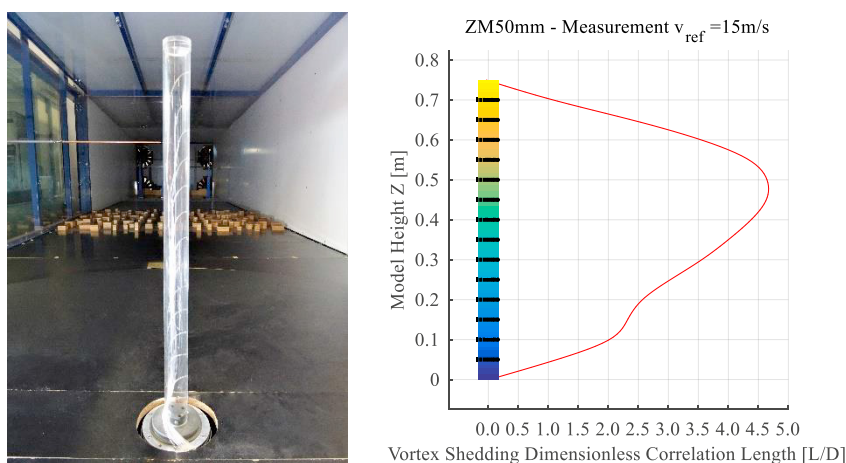 ZM50mm - Measurement v_ref =15m/s
0.8
0.7
0.6
0.5
0.4
0.3
0.2
0.1
0
Model Height Z [m]
0.0 0.5 1.0 1.5 2.0 2.5 3.0 3.5 4.0 4.5 5.0
Vortex Shedding Dimensionless Correlation Length [L/D]